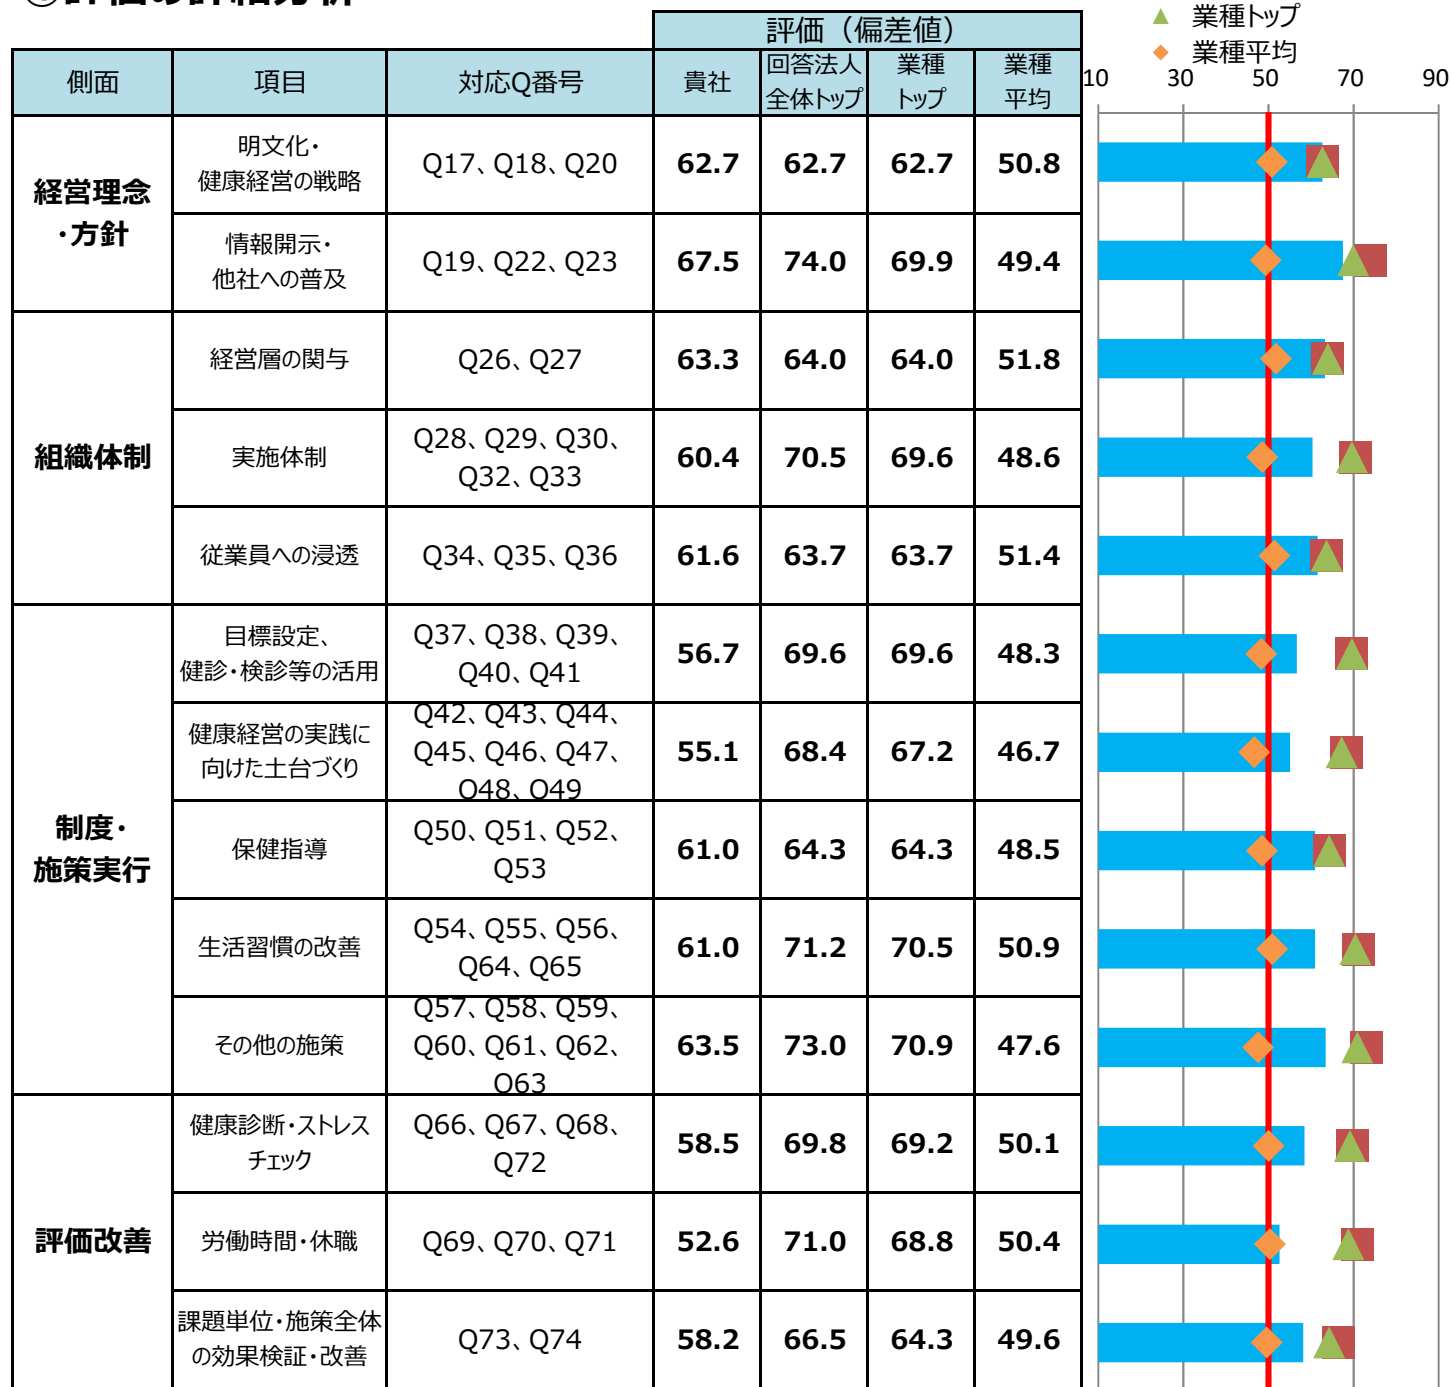 ①評価の詳細分析
▲ 業種トップ
◆ 業種平均
評価（偏差値）
側面 項目 対応Q番号 貴社 回答法人全体トップ 業種トップ 業種平均
10 30 50 70 90
経営理念・方針
明文化・健康経営の戦略 Q17、Q18、Q20 62.7 62.7 62.7 50.8
情報開示・他社への普及 Q19、Q22、Q23 67.5 74.0 69.9 49.4
組織体制
経営層の関与 Q26、Q27 63.3 64.0 64.0 51.8
実施体制 Q28、Q29、Q30、Q32、Q33 60.4 70.5 69.6 48.6
従業員への浸透 Q34、Q35、Q36 61.6 63.7 63.7 51.4
制度・施策実行
目標設定、健診・検診等の活用 Q37、Q38、Q39、Q40、Q41 56.7 69.6 69.6 48.3
健康経営の実践に向けた土台づくり Q42、Q43、Q44、Q45、Q46、Q47、Q48、Q49 55.1 68.4 67.2 46.7
保健指導 Q50、Q51、Q52、Q53 61.0 64.3 64.3 48.5
生活習慣の改善 Q54、Q55、Q56、Q64、Q65 61.0 71.2 70.5 50.9
その他の施策 Q57、Q58、Q59、Q60、Q61、Q62、Q63 63.5 73.0 70.9 47.6
評価改善
健康診断・ストレスチェック Q66、Q67、Q68、Q72 58.5 69.8 69.2 50.1
労働時間・休職 Q69、Q70、Q71 52.6 71.0 68.8 50.4
課題単位・施策全体の効果検証・改善 Q73、Q74 58.2 66.5 64.3 49.6